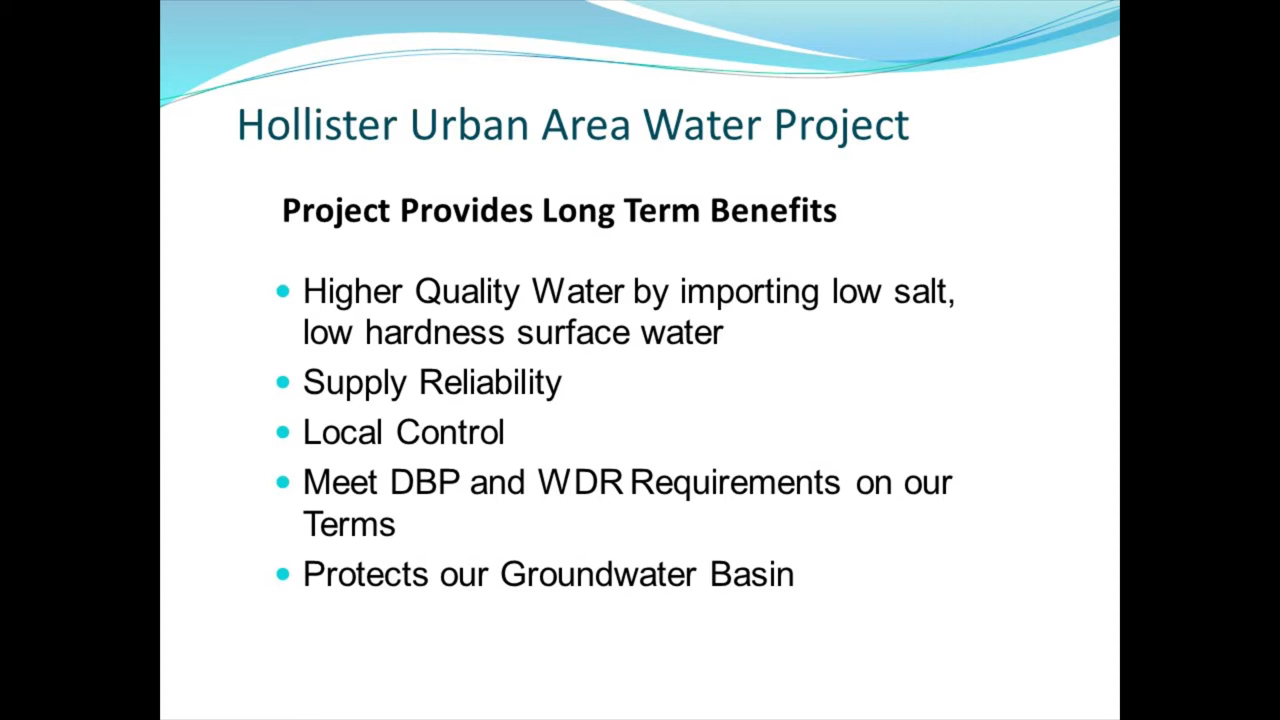 Hollister Urban Area Water Project
Project Provides Long Term Benefits
• Higher Quality Water by importing low salt,
low hardness surface water
• Supply Reliability
• Local Control
• Meet DBP and WDR Requirements on our
Terms
• Protects our Groundwater Basin